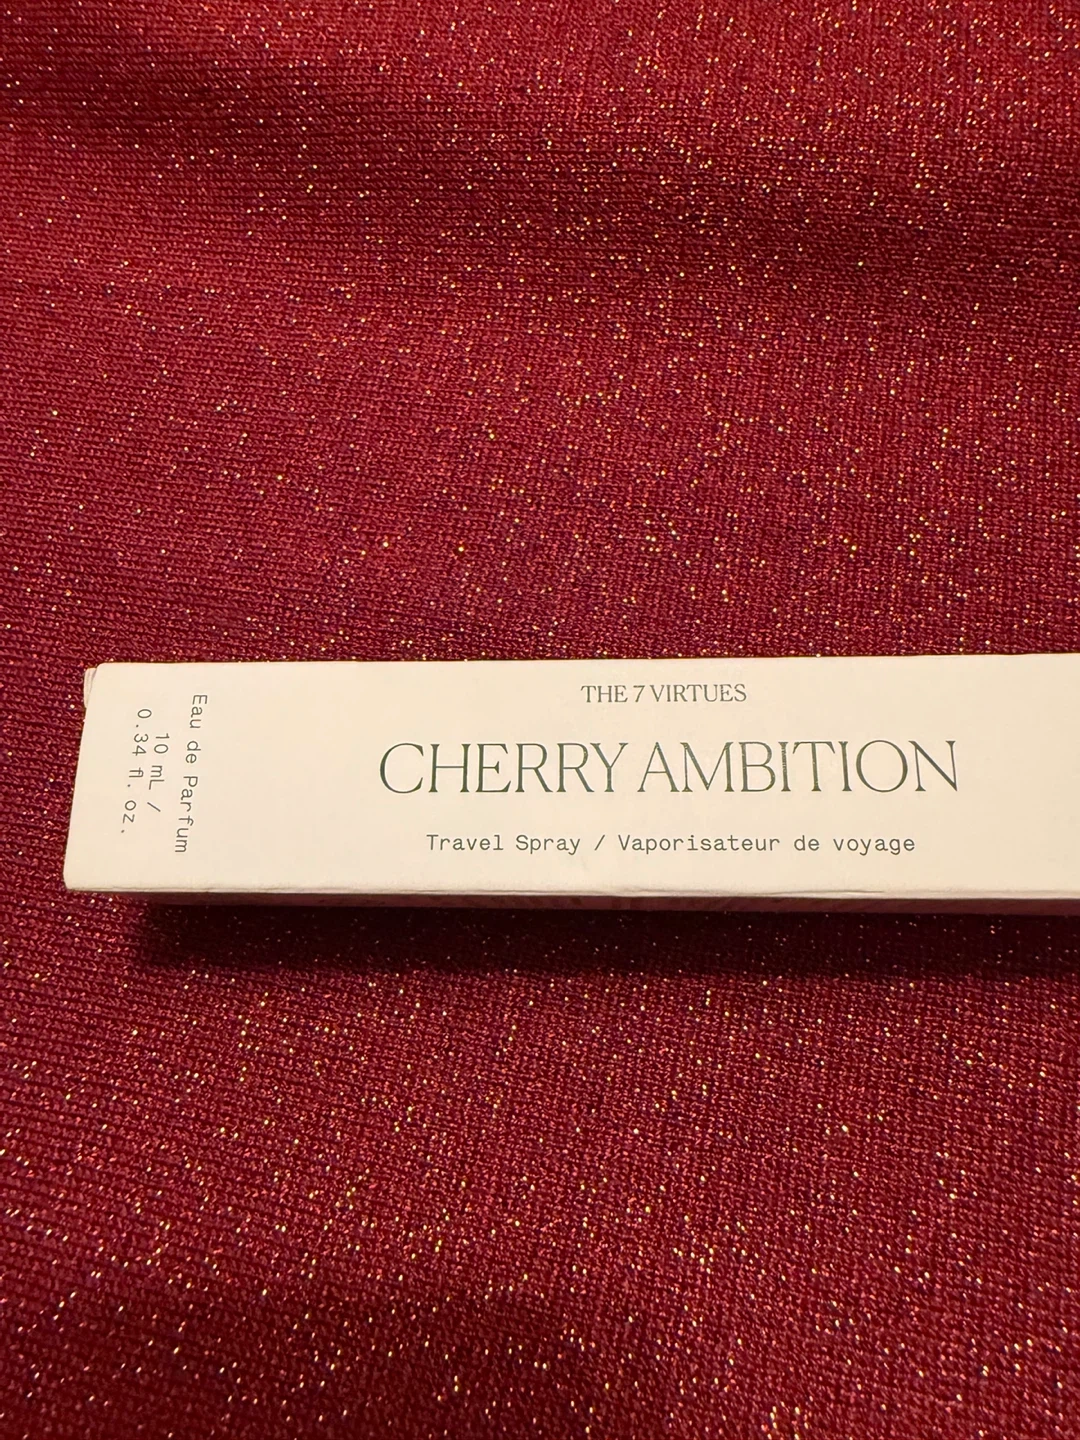 THE 7 VIRTUES
CHERRY AMBITION
Travel Spray / Vaporisateur de voyage
Eau de Parfum
10 mL /
0.34 fl. oz.